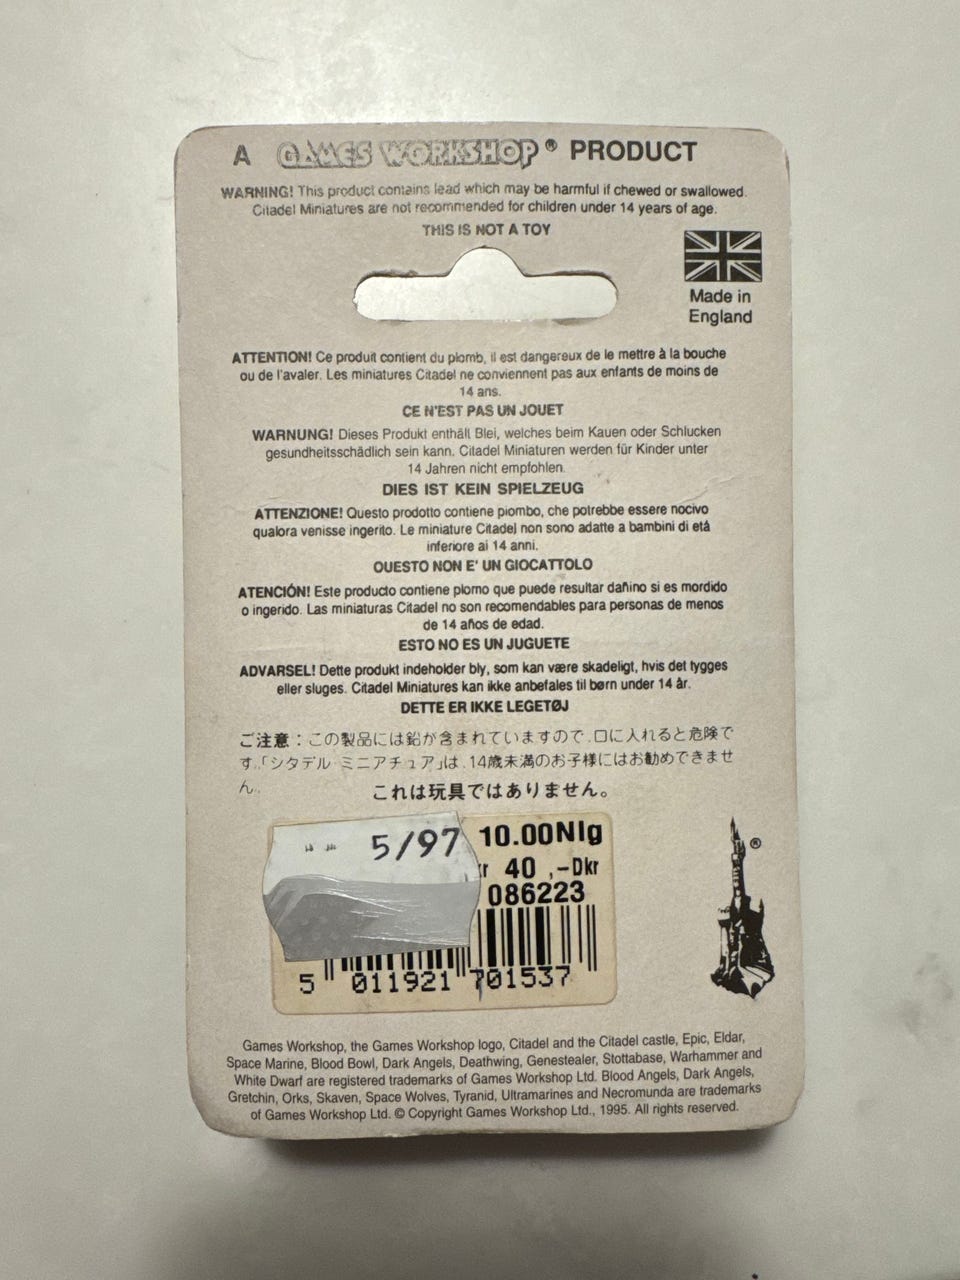 A GAMES WORKSHOP® PRODUCT
WARNING! This product contains lead which may be harmful if chewed or swallowed.
Citadel Miniatures are not recommended for children under 14 years of age.
THIS IS NOT A TOY
Made in
England
ATTENTION! Ce produit contient du plomb, il est dangereux de le mettre à la bouche
ou de l'avaler. Les miniatures Citadel ne conviennent pas aux enfants de moins de
14 ans.
CE N'EST PAS UN JOUET
WARNUNG! Dieses Produkt enthäll Blei, welches beim Kauen oder Schlucken
gesundheitsschädlich sein kann. Citadel Miniaturen werden für Kinder unter
14 Jahren nicht empfohlen.
DIES IST KEIN SPIELZEUG
ATTENZIONE! Questo prodotto contiene piombo, che potrebbe essere nocivo
qualora venisse ingerito. Le miniature Citadel non sono adatte a bambini di etá
inferiore ai 14 anni.
QUESTO NON E' UN GIOCATTOLO
ATENCIÓN! Este producto contiene plomo que puede resultar dañino si es mordido
o ingerido. Las miniaturas Citadel no son recomendables para personas de menos
de 14 años de edad.
ESTO NO ES UN JUGUETE
ADVARSEL! Dette produkt indeholder bly, som kan være skadeligt, hvis det tygges
eller sluges. Citadel Miniatures kan ikke anbefales til børn under 14 år.
DETTE ER IKKE LEGETØJ
ご注意：この製品には鉛が含まれていますので、口に入れると危険で
す。「シタデル ミニアチュア」は、14歳未満のお子様にはお勧めできませ
ん。
これは玩具ではありません。
5/97 10.00Nlg
40 ,-Dkr
086223
5 011921 701537
®
Games Workshop, the Games Workshop logo, Citadel and the Citadel castle, Epic, Eldar,
Space Marine, Blood Bowl, Dark Angels, Deathwing, Genestealer, Stottabase, Warhammer and
White Dwarf are registered trademarks of Games Workshop Ltd. Blood Angels, Dark Angels,
Gretchin, Orks, Skaven, Space Wolves, Tyranid, Ultramarines and Necromunda are trademarks
of Games Workshop Ltd. © Copyright Games Workshop Ltd., 1995. All rights reserved.